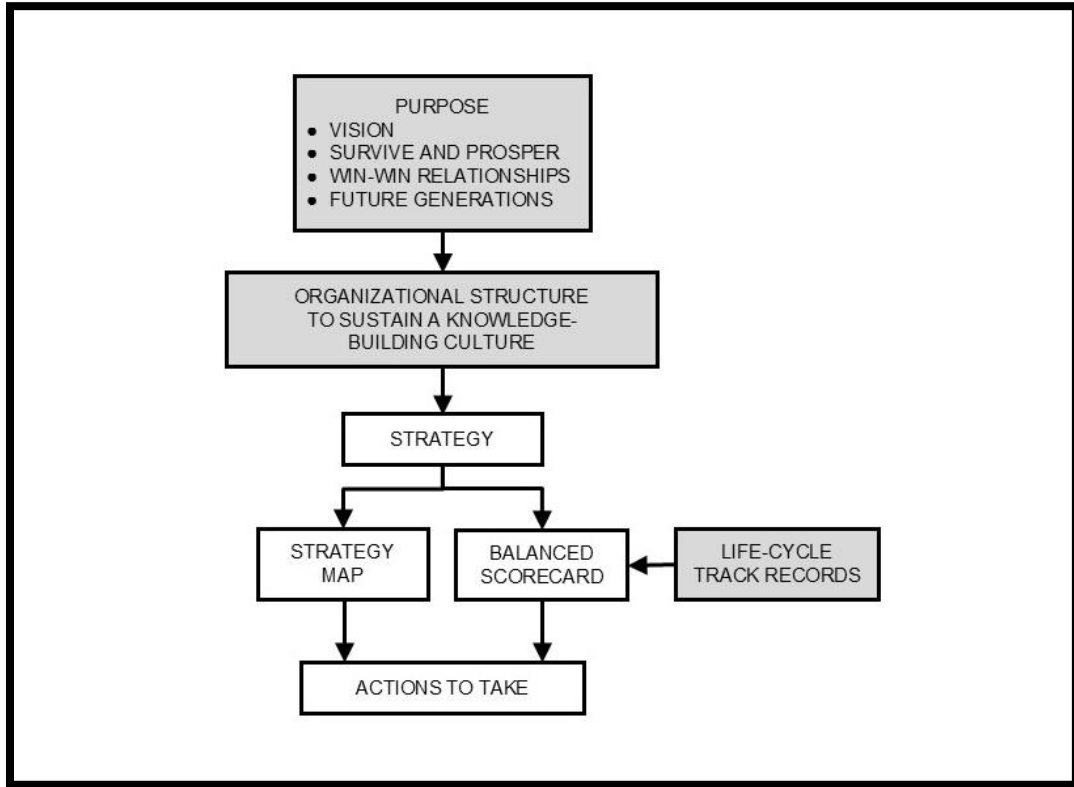 PURPOSE
● VISION
● SURVIVE AND PROSPER
● WIN-WIN RELATIONSHIPS
● FUTURE GENERATIONS
ORGANIZATIONAL STRUCTURE
TO SUSTAIN A KNOWLEDGE-
BUILDING CULTURE
STRATEGY
STRATEGY
MAP
BALANCED
SCORECARD
LIFE-CYCLE
TRACK RECORDS
ACTIONS TO TAKE